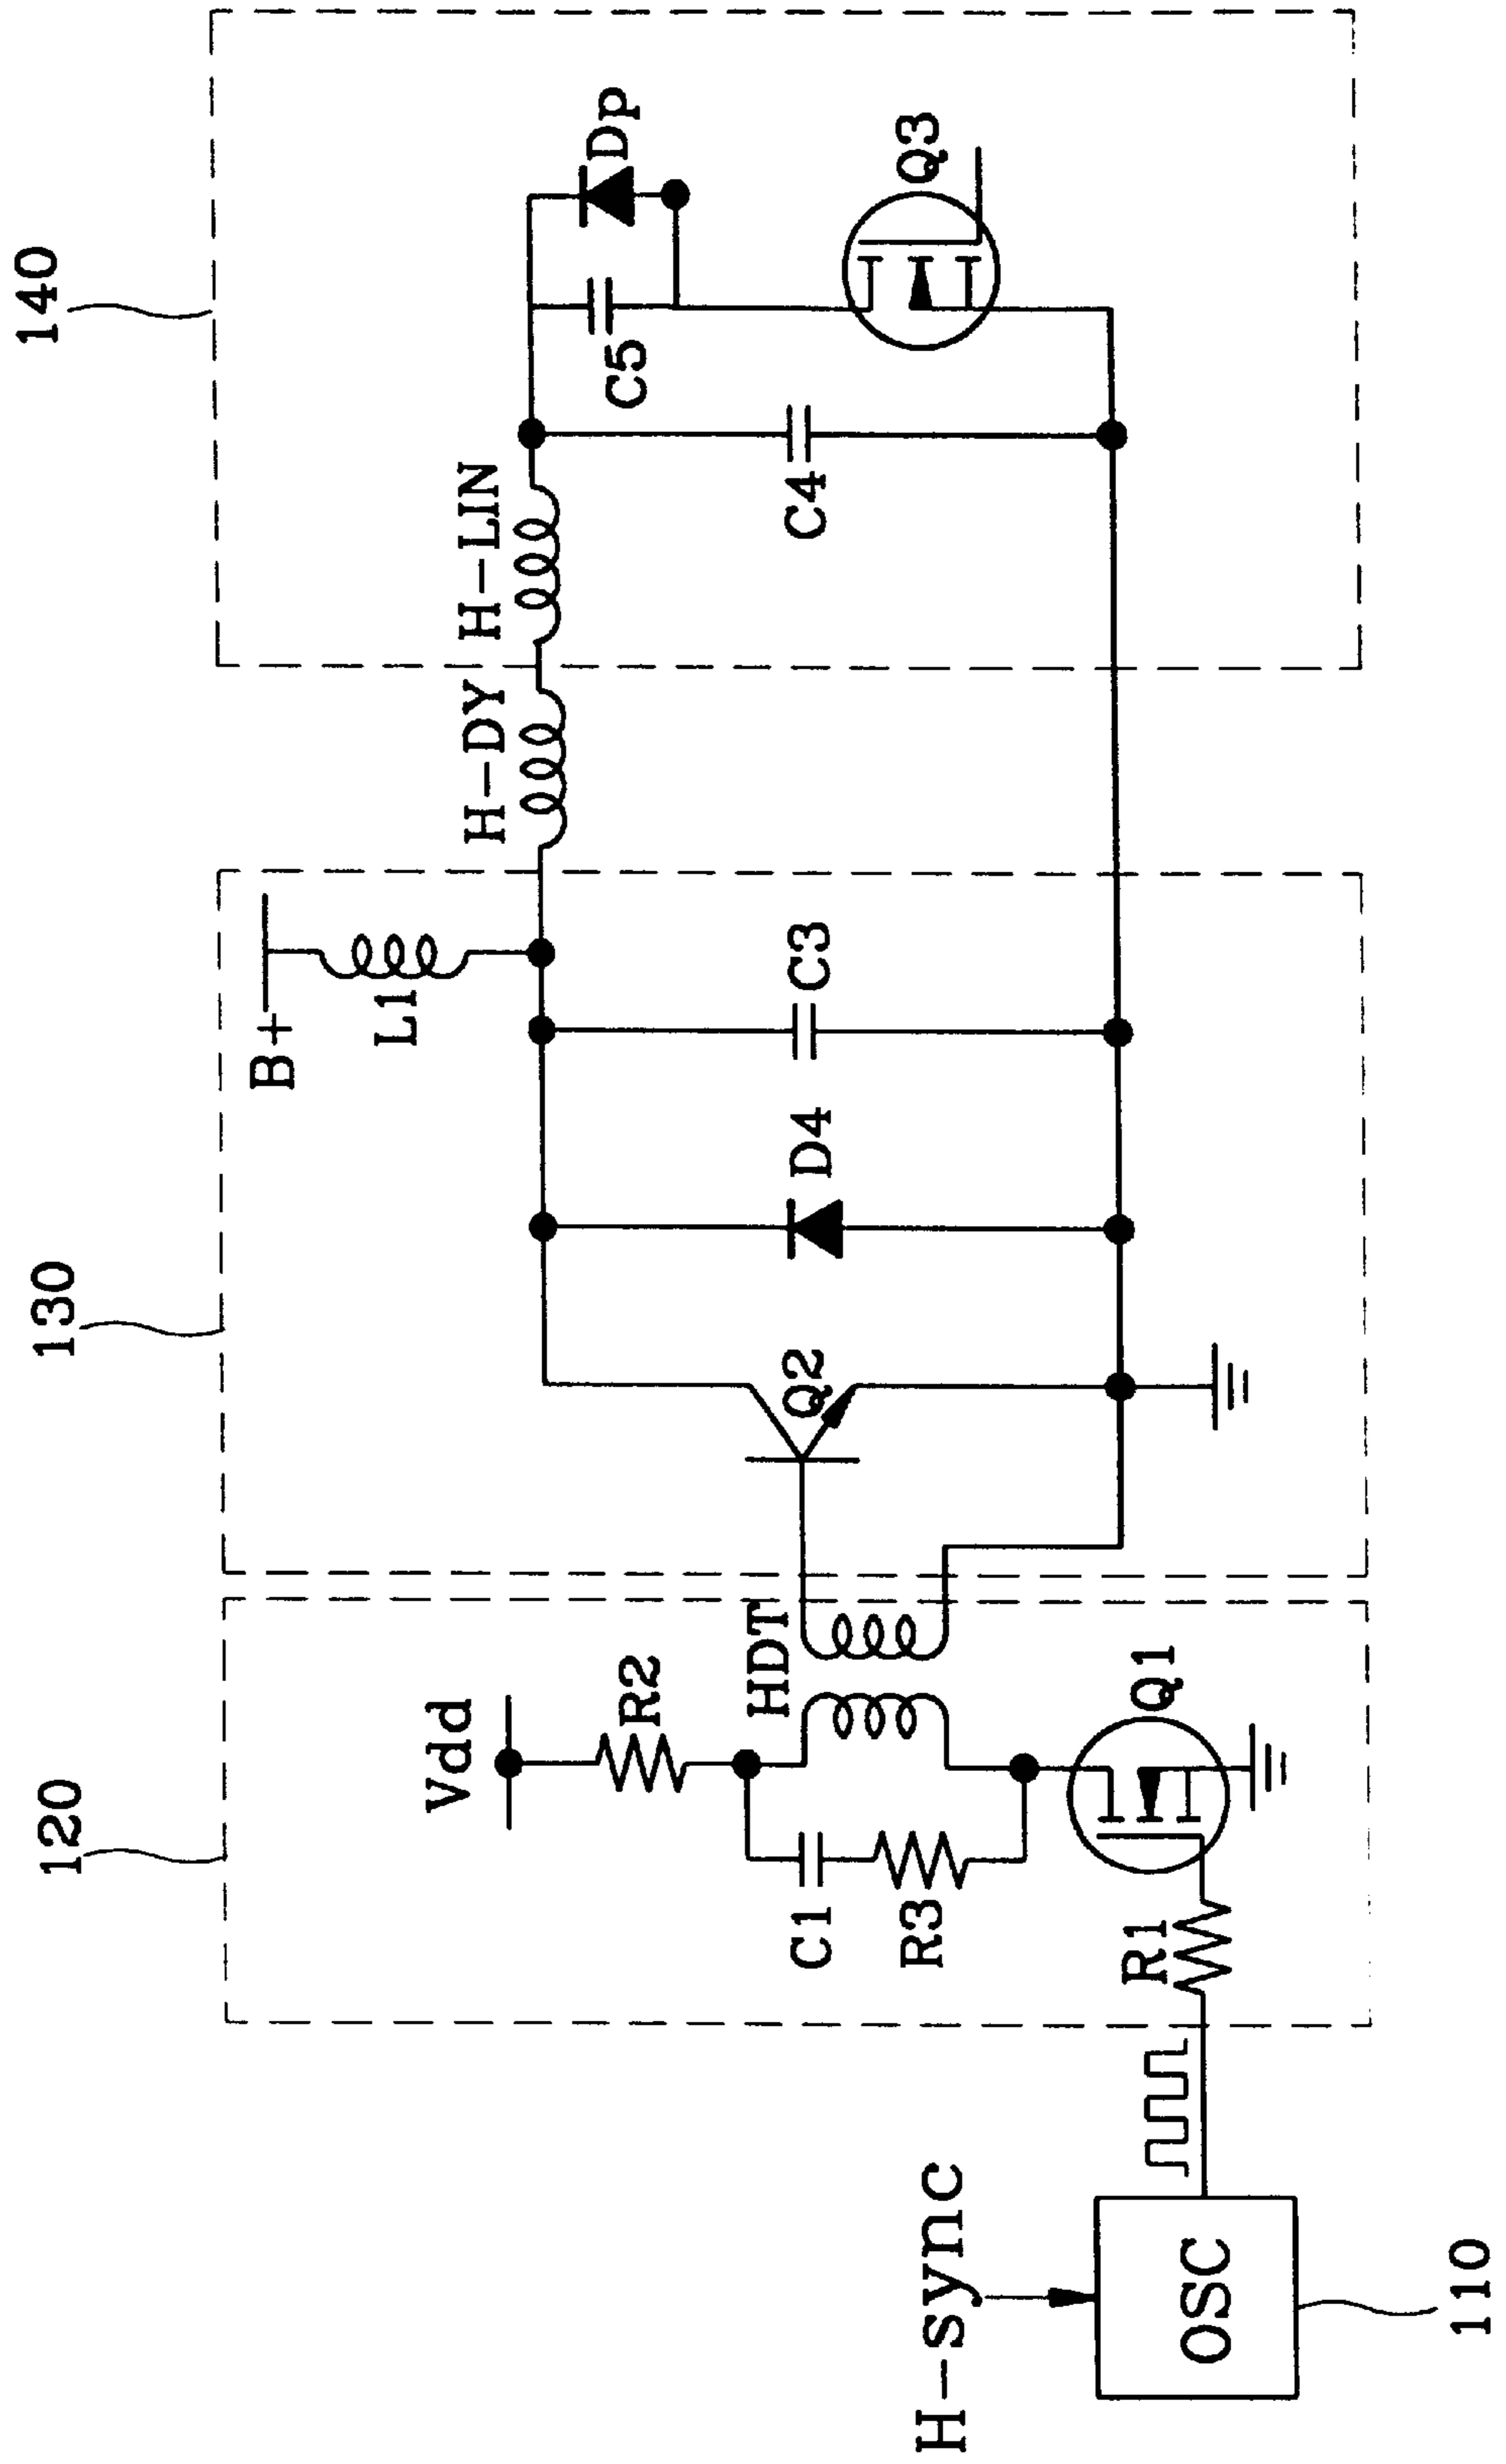 120
130
140
Vdd
B+
R2
L1
H-DY
H-LIN
Dp
C5
HDT
C1
R3
Q2
D4
C3
C4
Q3
H-sync
R1
Q1
OSC
110